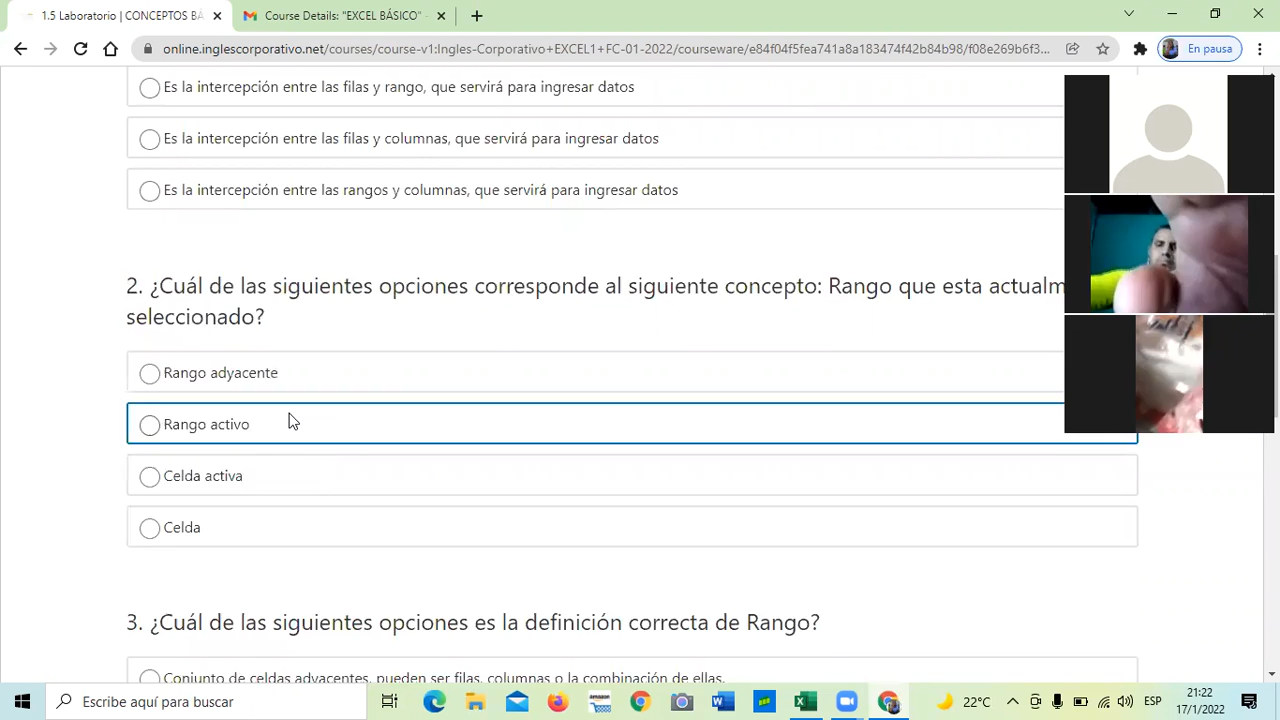 1.5 Laboratorio | CONCEPTOS BÁ
Course Details: "EXCEL BÁSICO" -
online.inglescorporativo.net/courses/course-v1:Ingles-Corporativo+EXCEL1+FC-01-2022/courseware/e84f04f5fea741a8a183474f42b84b98/f08e269b6f3...
En pausa
Es la intercepción entre las filas y rango, que servirá para ingresar datos
Es la intercepción entre las filas y columnas, que servirá para ingresar datos
Es la intercepción entre las rangos y columnas, que servirá para ingresar datos
2. ¿Cuál de las siguientes opciones corresponde al siguiente concepto: Rango que esta actualm
seleccionado?
Rango adyacente
Rango activo
Celda activa
Celda
3. ¿Cuál de las siguientes opciones es la definición correcta de Rango?
Conjunto de celdas adyacentes, pueden ser filas, columnas o la combinación de ellas.
Escribe aquí para buscar
amazon
22°C
ESP
21:22
17/1/2022